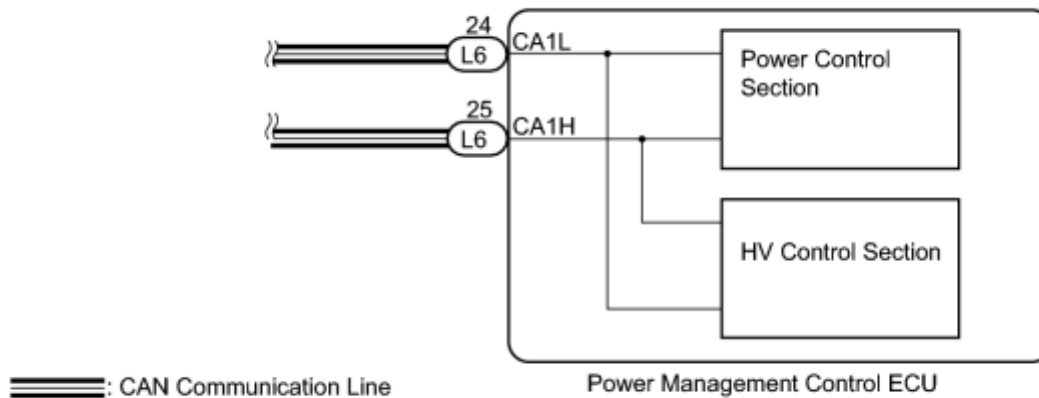 24
L6
CA1L
25
L6
CA1H
Power Control
Section
HV Control Section
: CAN Communication Line
Power Management Control ECU